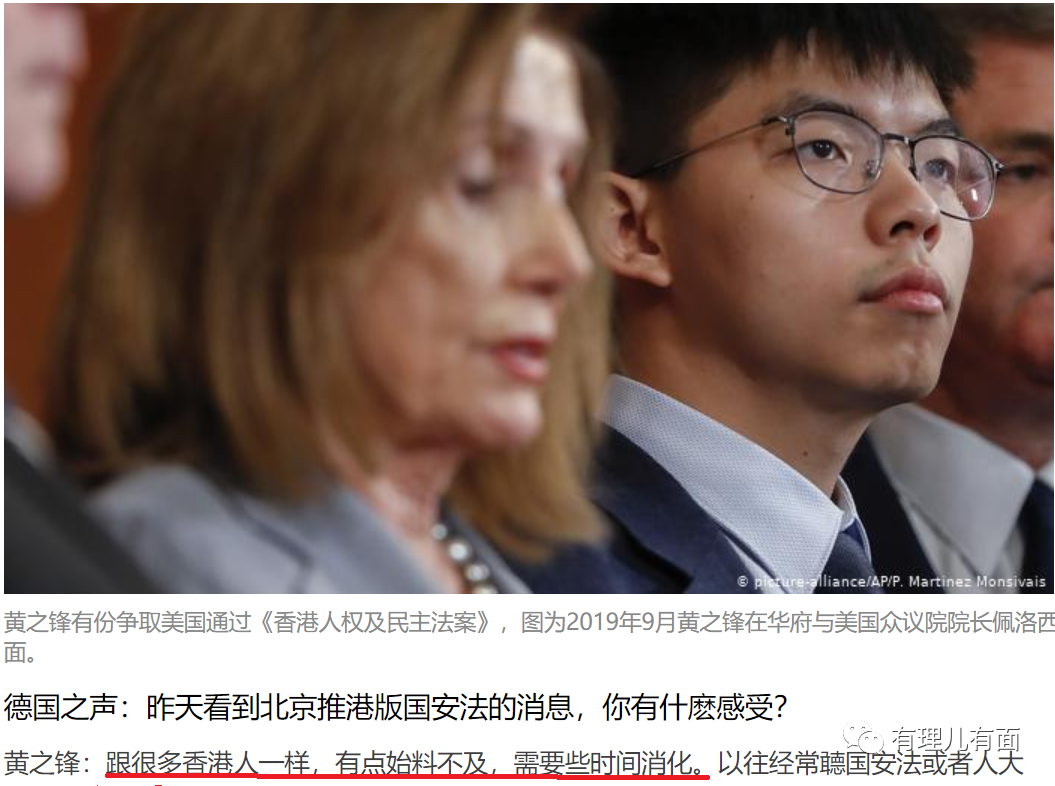 © picture-alliance/AP/P. Martinez Monsivais
黄之锋有份争取美国通过《香港人权及民主法案》，图为2019年9月黄之锋在华府与美国众议院院长佩洛西
面。
德国之声：昨天看到北京推港版国安法的消息，你有什麽感受？
有理儿有面
黄之锋：跟很多香港人一样，有点始料不及，需要些时间消化。以往经常聽国安法或者人大